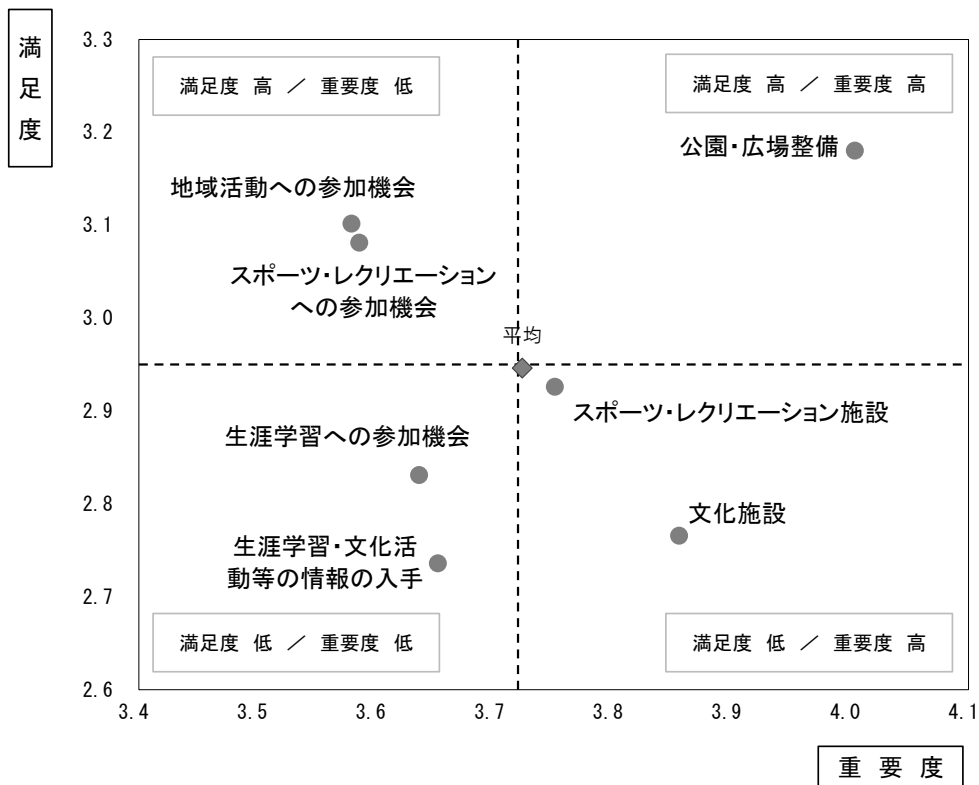 満足度
3.3
3.2
3.1
3.0
2.9
2.8
2.7
2.6
満足度 高 ／ 重要度 低
満足度 高 ／ 重要度 高
公園・広場整備
地域活動への参加機会
スポーツ・レクリエーション
への参加機会
平均
スポーツ・レクリエーション施設
生涯学習への参加機会
文化施設
生涯学習・文化活
動等の情報の入手
満足度 低 ／ 重要度 低
満足度 低 ／ 重要度 高
3.4 3.5 3.6 3.7 3.8 3.9 4.0 4.1
重要度